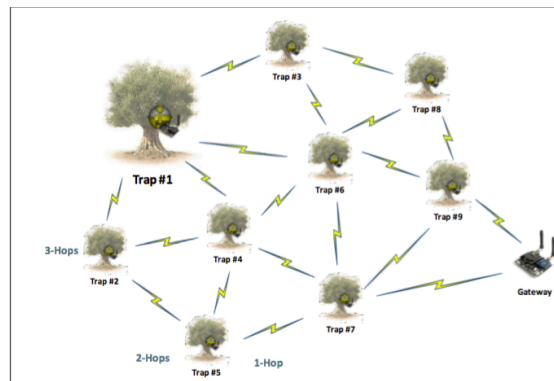 Trap #3
Trap #8
Trap #1
Trap #6
Trap #9
3-Hops
Trap #2
Trap #4
Gateway
Trap #7
2-Hops
Trap #5
1-Hop